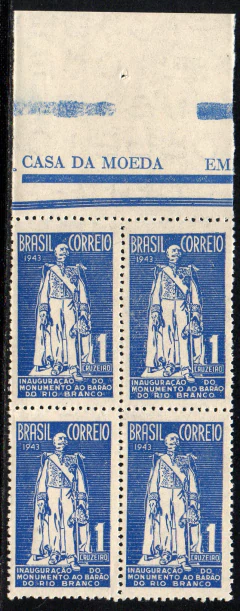 CASA DA MOEDA EM
BRASIL CORREIO
1943
1
CRUZEIRO
INAUGURAÇÃO DO
MONUMENTO AO BARÃO
DO RIO BRANCO
BRASIL CORREIO
1943
1
CRUZEIRO
INAUGURAÇÃO DO
MONUMENTO AO BARÃO
DO RIO BRANCO
BRASIL CORREIO
1943
1
CRUZEIRO
INAUGURAÇÃO DO
MONUMENTO AO BARÃO
DO RIO BRANCO
BRASIL CORREIO
1943
1
CRUZEIRO
INAUGURAÇÃO DO
MONUMENTO AO BARÃO
DO RIO BRANCO